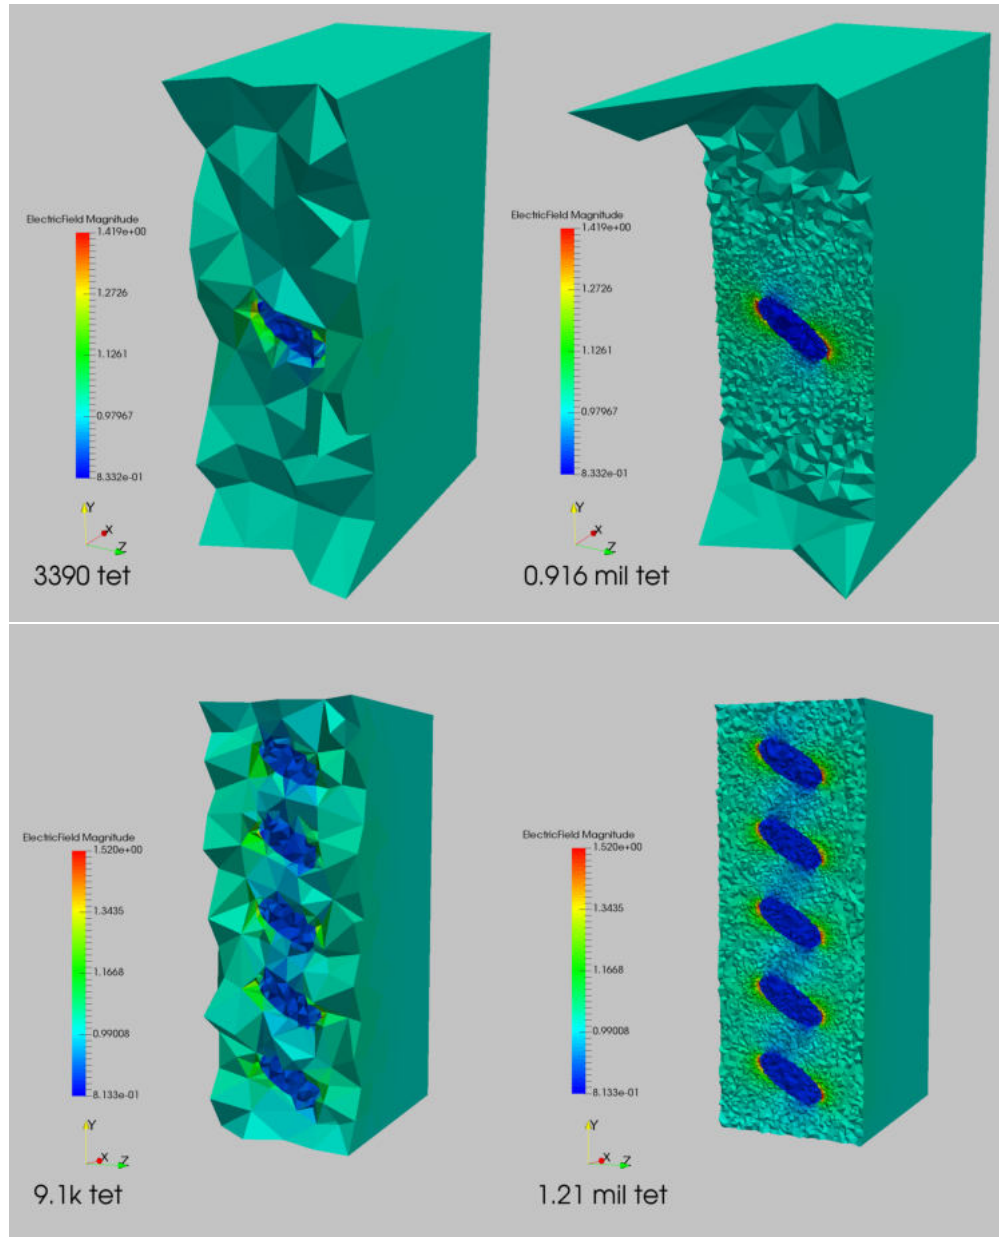 ElectricField Magnitude
1.419e+00
1.2726
1.1261
0.97967
8.332e-01
Y
X
Z
3390 tet
ElectricField Magnitude
1.419e+00
1.2726
1.1261
0.97967
8.332e-01
Y
X
Z
0.916 mil tet
ElectricField Magnitude
1.520e+00
1.3435
1.1668
0.99008
8.133e-01
Y
X
Z
9.1k tet
ElectricField Magnitude
1.520e+00
1.3435
1.1668
0.99008
8.133e-01
Y
X
Z
1.21 mil tet